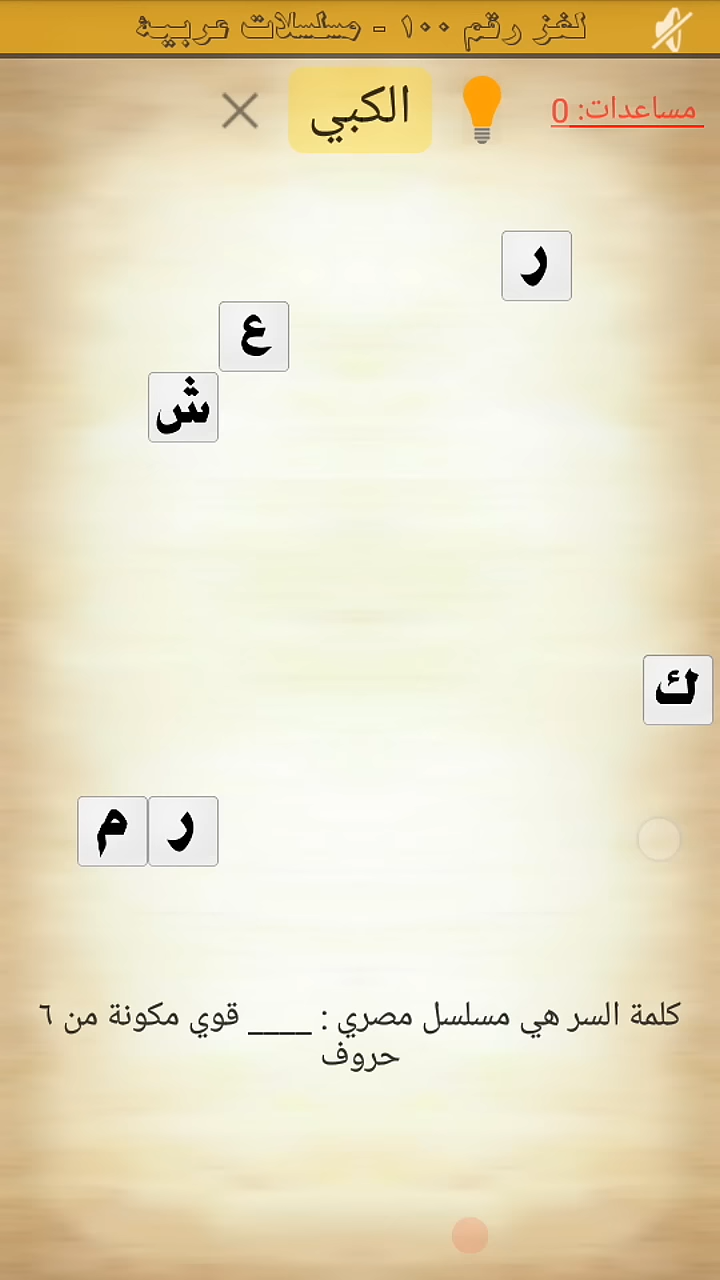 لغز رقم ١٠٠ - مسلسلات عربية
مساعدات: 0
الكبي
ر
ع
ش
ك
م ر
كلمة السر هي مسلسل مصري : ____ قوي مكونة من ٦
حروف